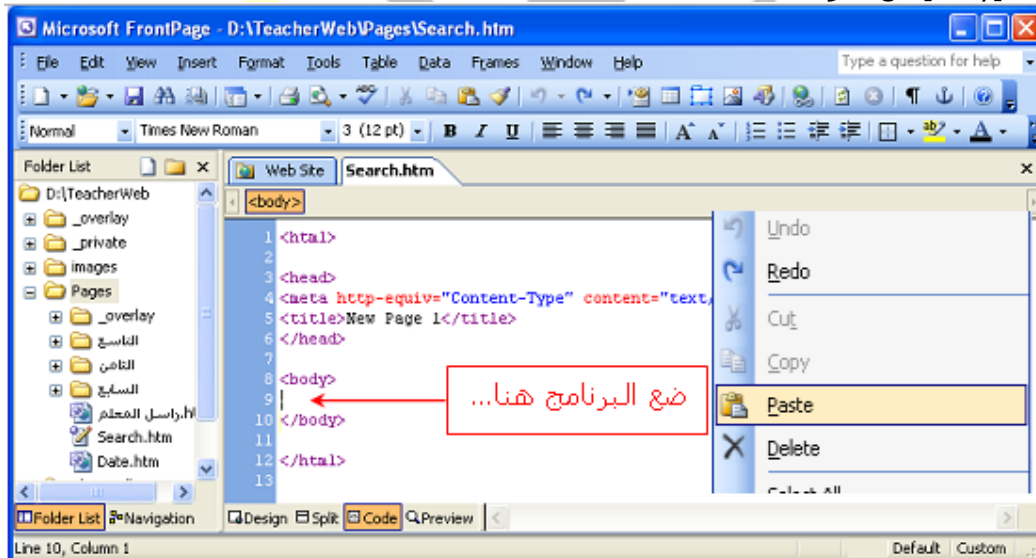 Microsoft FrontPage - D:\TeacherWeb\Pages\Search.htm
File Edit View Insert Format Tools Table Data Frames Window Help
Type a question for help
Normal Times New Roman 3 (12 pt) B I U
Folder List
Web Site Search.htm
D:\TeacherWeb
_overlay
_private
images
Pages
_overlay
التاسع
الثامن
السابع
راسل المعلم.
Search.htm
Date.htm
<body>
1 <html>
2
3 <head>
4 <meta http-equiv="Content-Type" content="text/
5 <title>New Page 1</title>
6 </head>
7
8 <body>
9
10 </body>
11
12 </html>
13
ضع البرنامج هنا...
Undo
Redo
Cut
Copy
Paste
Delete
Select All
Folder List Navigation
Design Split Code Preview
Line 10, Column 1
Default Custom